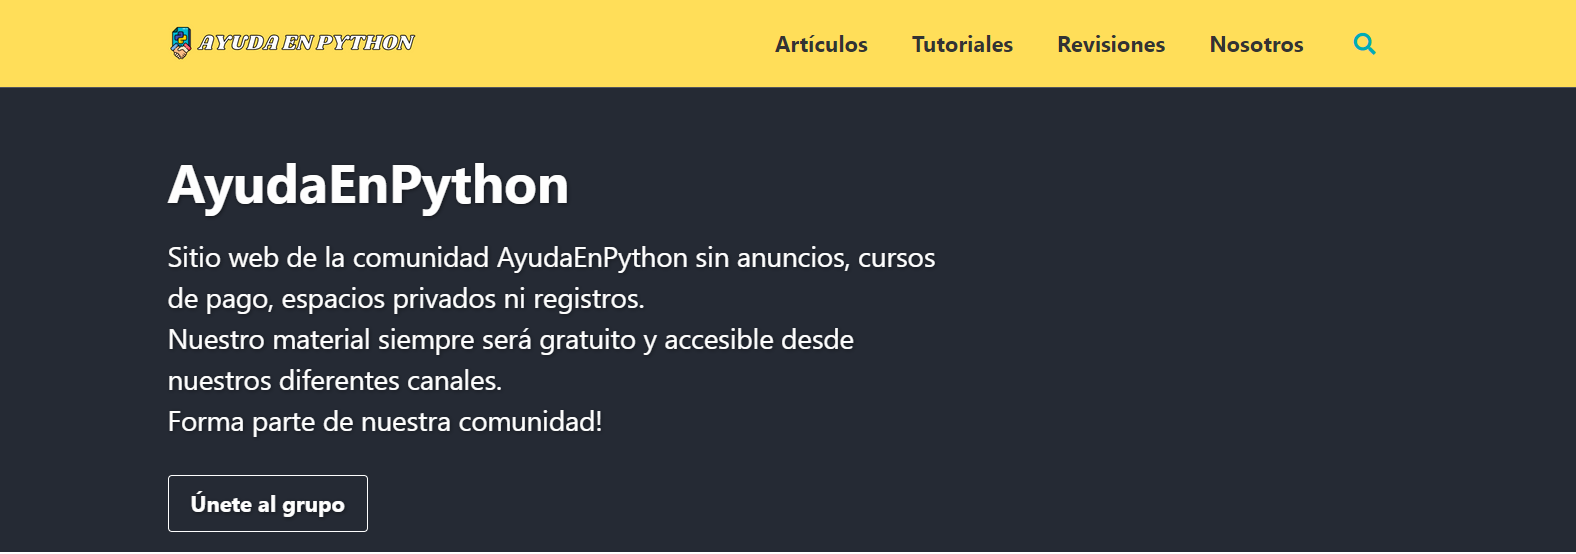 AYUDA EN PYTHON
Artículos Tutoriales Revisiones Nosotros
AyudaEnPython
Sitio web de la comunidad AyudaEnPython sin anuncios, cursos
de pago, espacios privados ni registros.
Nuestro material siempre será gratuito y accesible desde
nuestros diferentes canales.
Forma parte de nuestra comunidad!
Únete al grupo